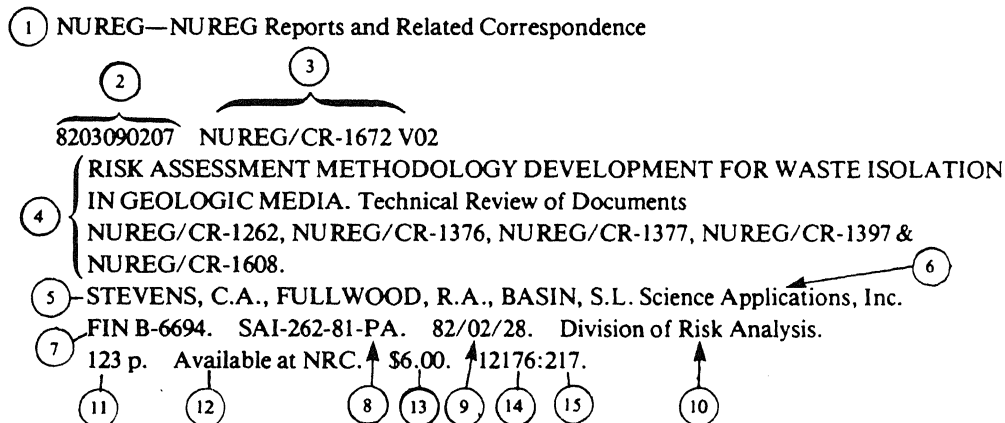 1 NUREG—NUREG Reports and Related Correspondence
2 3
8203090207 NUREG/CR-1672 V02
RISK ASSESSMENT METHODOLOGY DEVELOPMENT FOR WASTE ISOLATION
4 IN GEOLOGIC MEDIA. Technical Review of Documents
NUREG/CR-1262, NUREG/CR-1376, NUREG/CR-1377, NUREG/CR-1397 &
NUREG/CR-1608. 6
5 STEVENS, C.A., FULLWOOD, R.A., BASIN, S.L. Science Applications, Inc.
7 FIN B-6694. SAI-262-81-PA. 82/02/28. Division of Risk Analysis.
123 p. Available at NRC. $6.00. 12176:217.
11 12 8 13 9 14 15 10